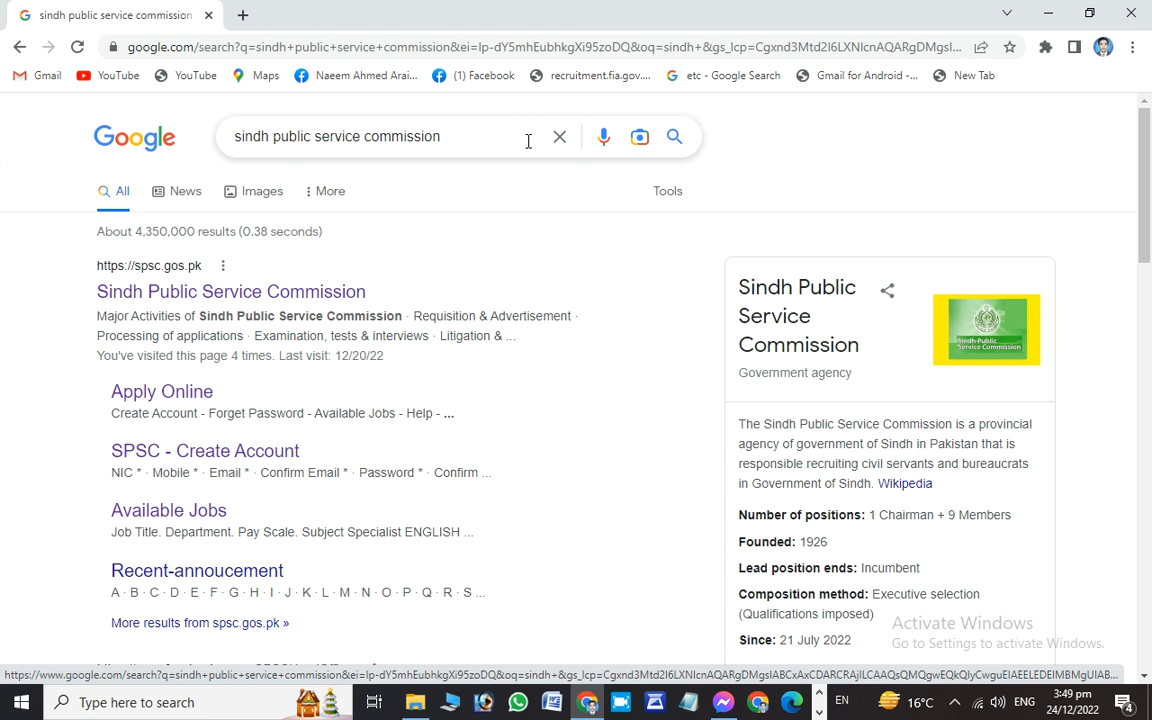 sindh public service commission
google.com/search?q=sindh+public+service+commission&ei=Ip-dY5mhEubhkgXi95zoDQ&oq=sindh+&gs_lcp=Cgxnd3Mtd2l6LXNlcnAQARgDMgsI...
Gmail YouTube YouTube Maps Naeem Ahmed Arai... (1) Facebook recruitment.fia.gov.... etc - Google Search Gmail for Android -... New Tab
Google
sindh public service commission
All News Images More Tools
About 4,350,000 results (0.38 seconds)
https://spsc.gos.pk
Sindh Public Service Commission
Major Activities of Sindh Public Service Commission · Requisition & Advertisement ·
Processing of applications · Examination, tests & interviews · Litigation & ...
You've visited this page 4 times. Last visit: 12/20/22
Apply Online
Create Account - Forget Password - Available Jobs - Help - ...
SPSC - Create Account
NIC * · Mobile * · Email * · Confirm Email * · Password * · Confirm ...
Available Jobs
Job Title. Department. Pay Scale. Subject Specialist ENGLISH ...
Recent-annoucement
A · B · C · D · E · F · G · H · I · J · K · L · M · N · O · P · Q · R · S ...
More results from spsc.gos.pk »
Sindh Public
Service
Commission
Government agency
Sindh Public
Service Commission
The Sindh Public Service Commission is a provincial
agency of government of Sindh in Pakistan that is
responsible recruiting civil servants and bureaucrats
in Government of Sindh. Wikipedia
Number of positions: 1 Chairman + 9 Members
Founded: 1926
Lead position ends: Incumbent
Composition method: Executive selection
(Qualifications imposed)
Since: 21 July 2022
Activate Windows
Go to Settings to activate Windows.
Type here to search
EN
16°C
ENG
3:49 pm
24/12/2022
4